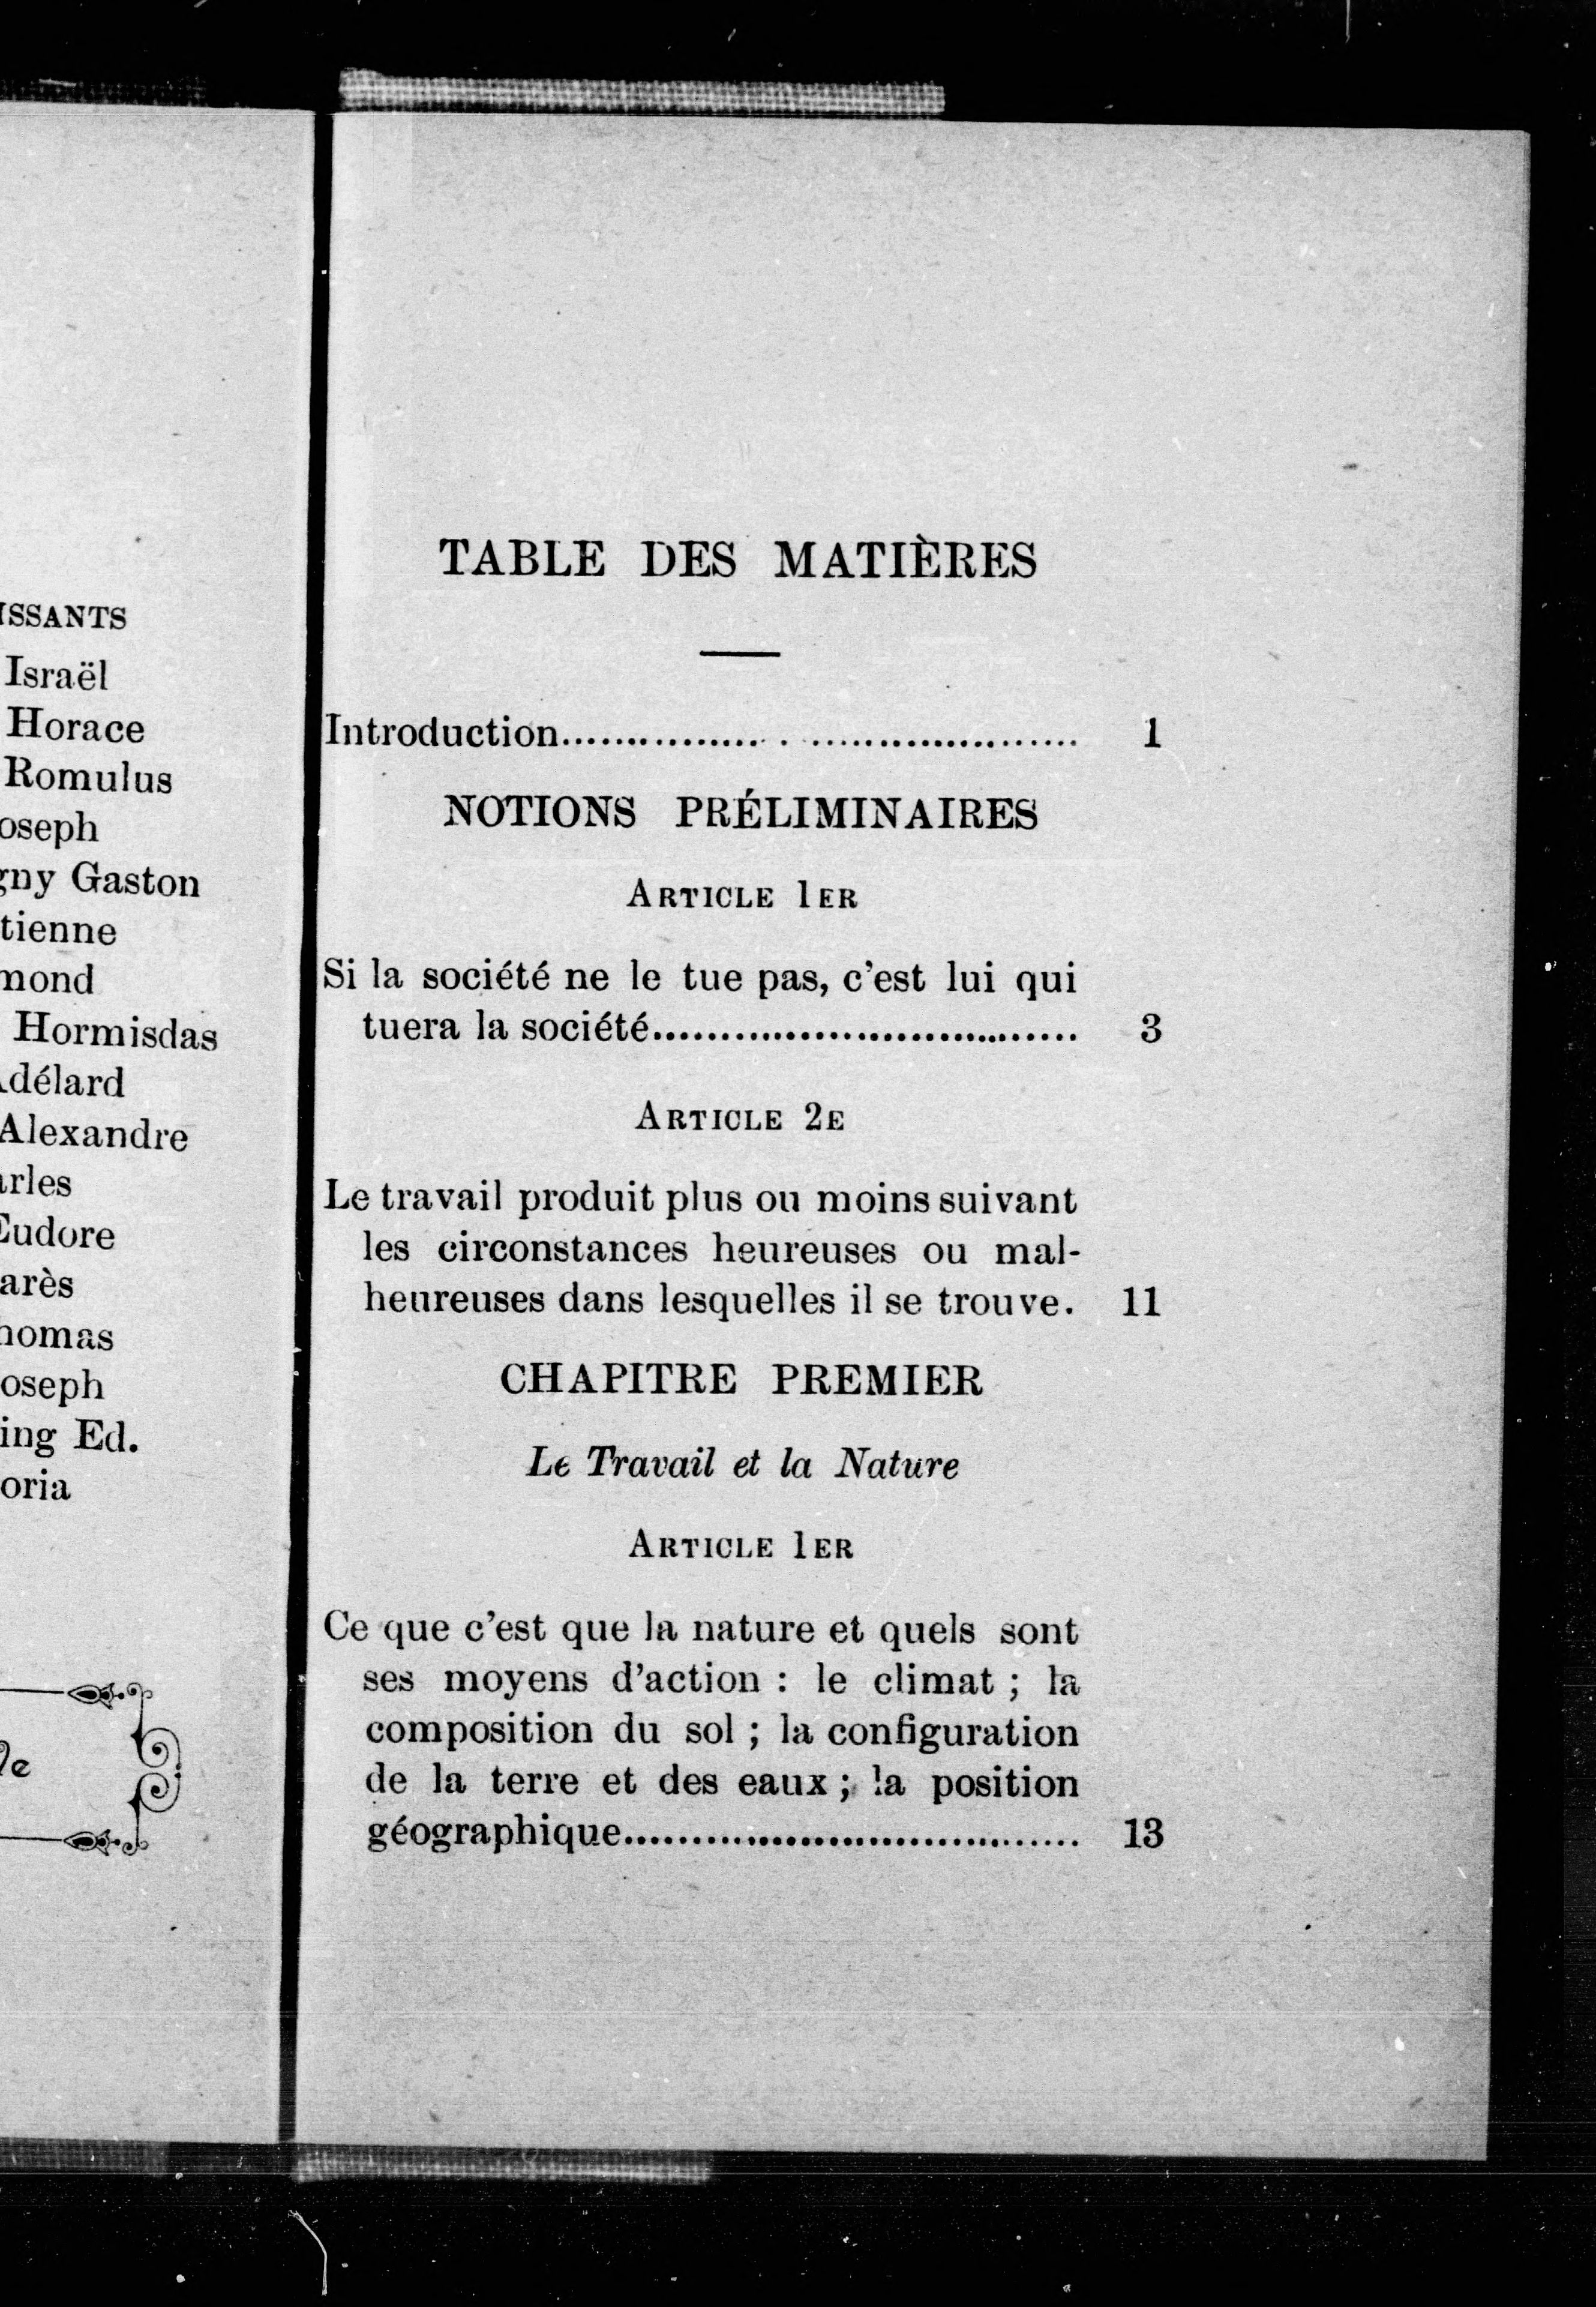 ISSANTS
Israël
Horace
Romulus
oseph
gny Gaston
tienne
mond
Hormisdas
Adélard
Alexandre
arles
Eudore
arès
homas
oseph
ing Ed.
oria
TABLE DES MATIÈRES
Introduction.................. . .................... 1
NOTIONS PRÉLIMINAIRES
ARTICLE 1ER
Si la société ne le tue pas, c'est lui qui
tuera la société................................ 3
ARTICLE 2E
Le travail produit plus ou moins suivant
les circonstances heureuses ou mal-
heureuses dans lesquelles il se trouve. 11
CHAPITRE PREMIER
Le Travail et la Nature
ARTICLE 1ER
Ce que c'est que la nature et quels sont
ses moyens d'action : le climat ; la
composition du sol ; la configuration
de la terre et des eaux ; la position
géographique.................................. 13